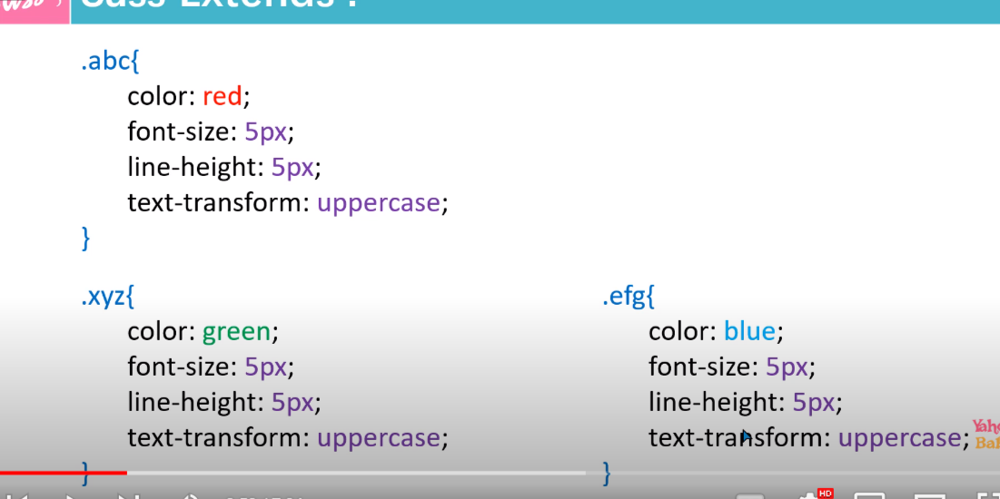 Sass Extends :
.abc{
color: red;
font-size: 5px;
line-height: 5px;
text-transform: uppercase;
}
.xyz{
color: green;
font-size: 5px;
line-height: 5px;
text-transform: uppercase;
}
.efg{
color: blue;
font-size: 5px;
line-height: 5px;
text-transform: uppercase;
}
HD